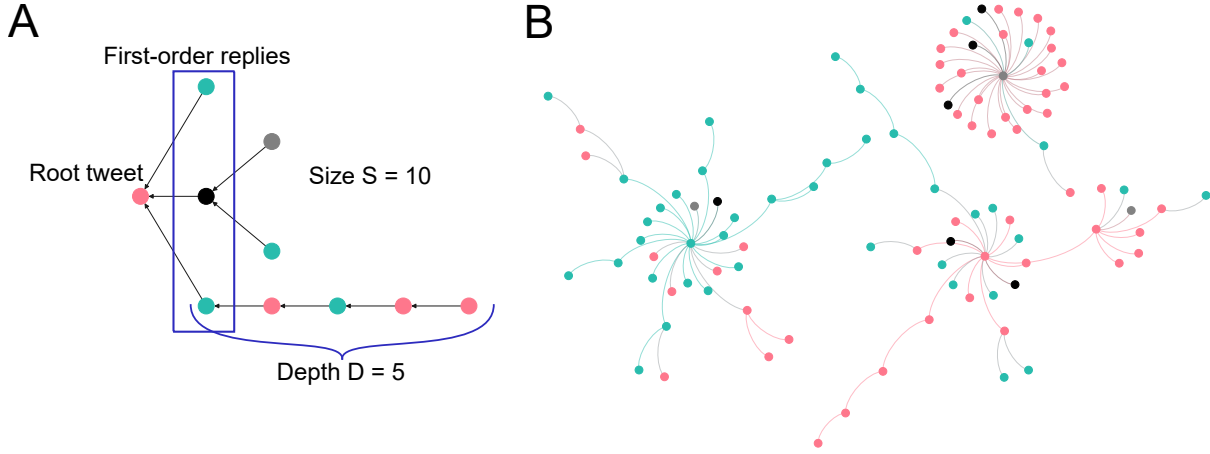 A
First-order replies
Root tweet
Size S = 10
Depth D = 5
B